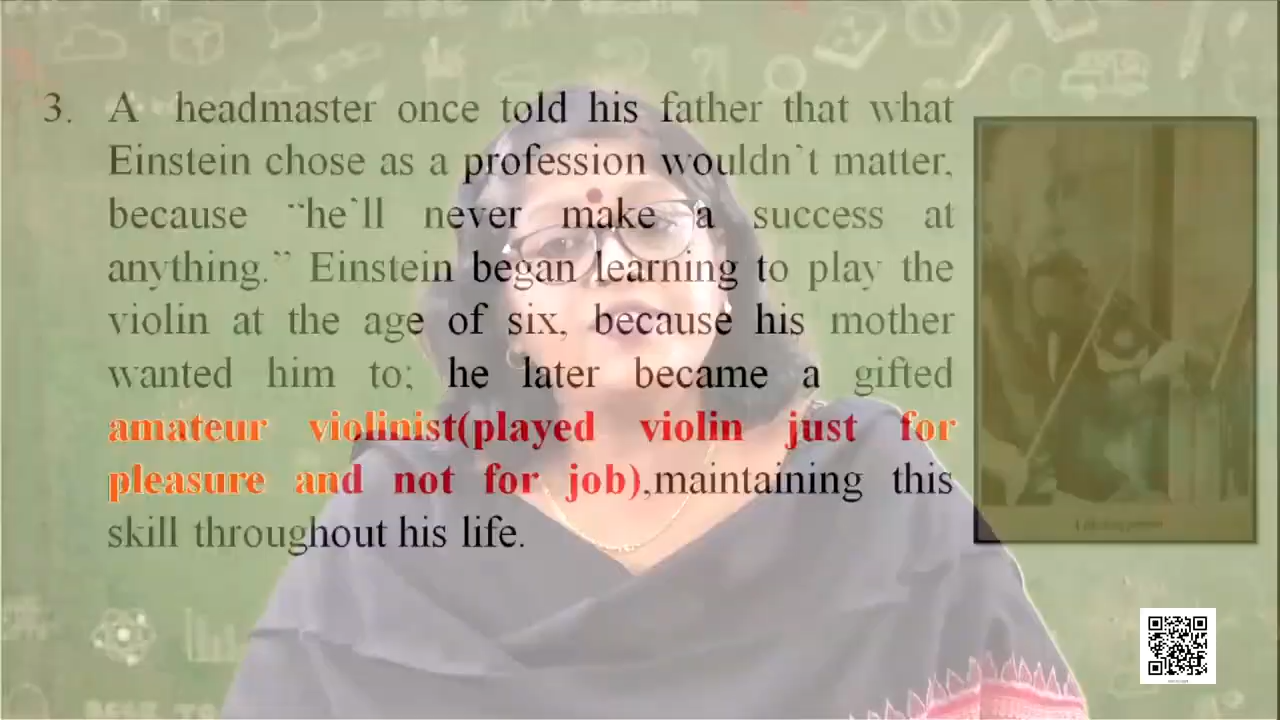 3. A headmaster once told his father that what
Einstein chose as a profession wouldn't matter,
because "he'll never make a success at
anything." Einstein began learning to play the
violin at the age of six, because his mother
wanted him to; he later became a gifted
amateur violinist(played violin just for
pleasure and not for job),maintaining this
skill throughout his life.